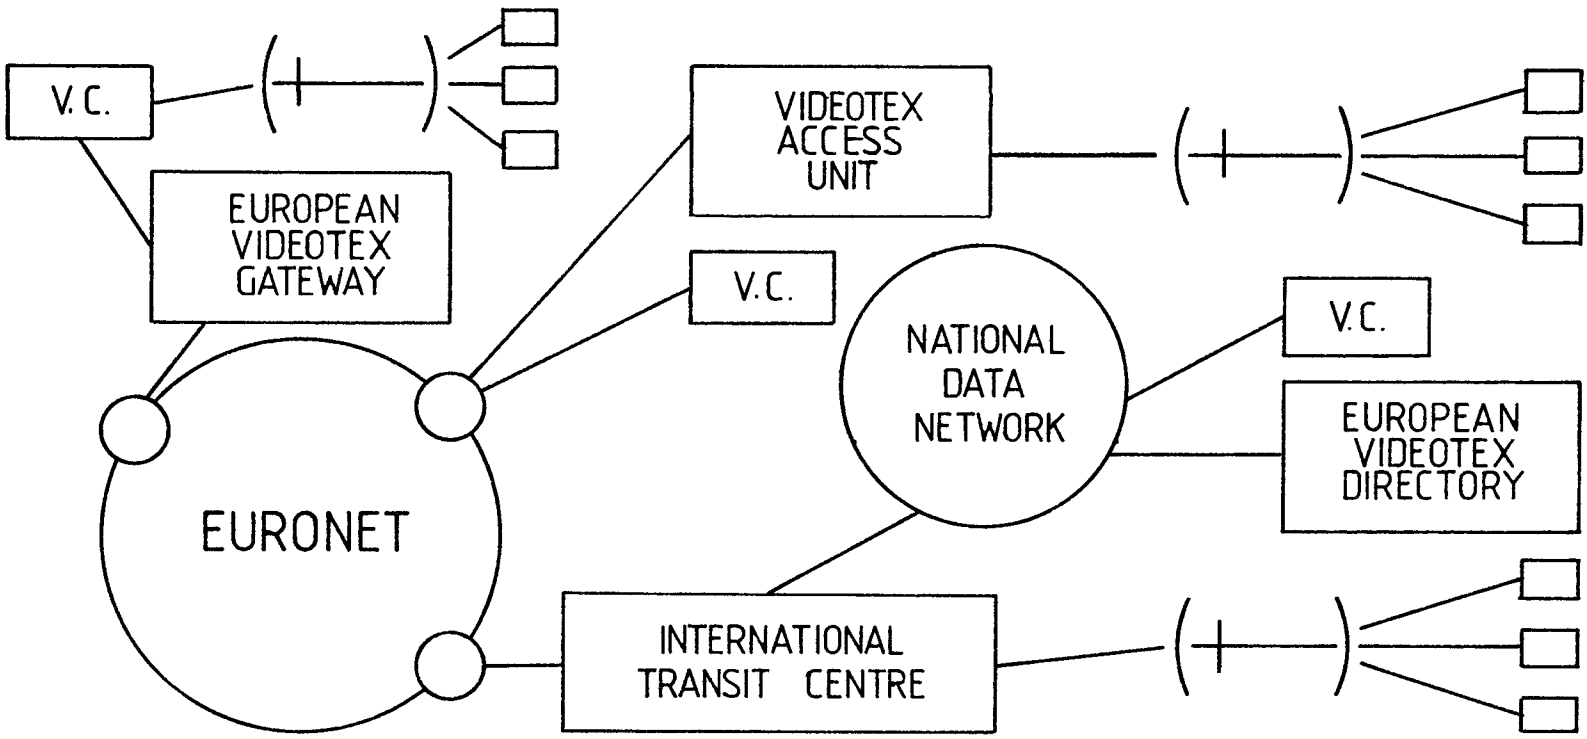 V.C.
EUROPEAN
VIDEOTEX
GATEWAY
VIDEOTEX
ACCESS
UNIT
V.C.
NATIONAL
DATA
NETWORK
V.C.
EUROPEAN
VIDEOTEX
DIRECTORY
EURONET
INTERNATIONAL
TRANSIT CENTRE